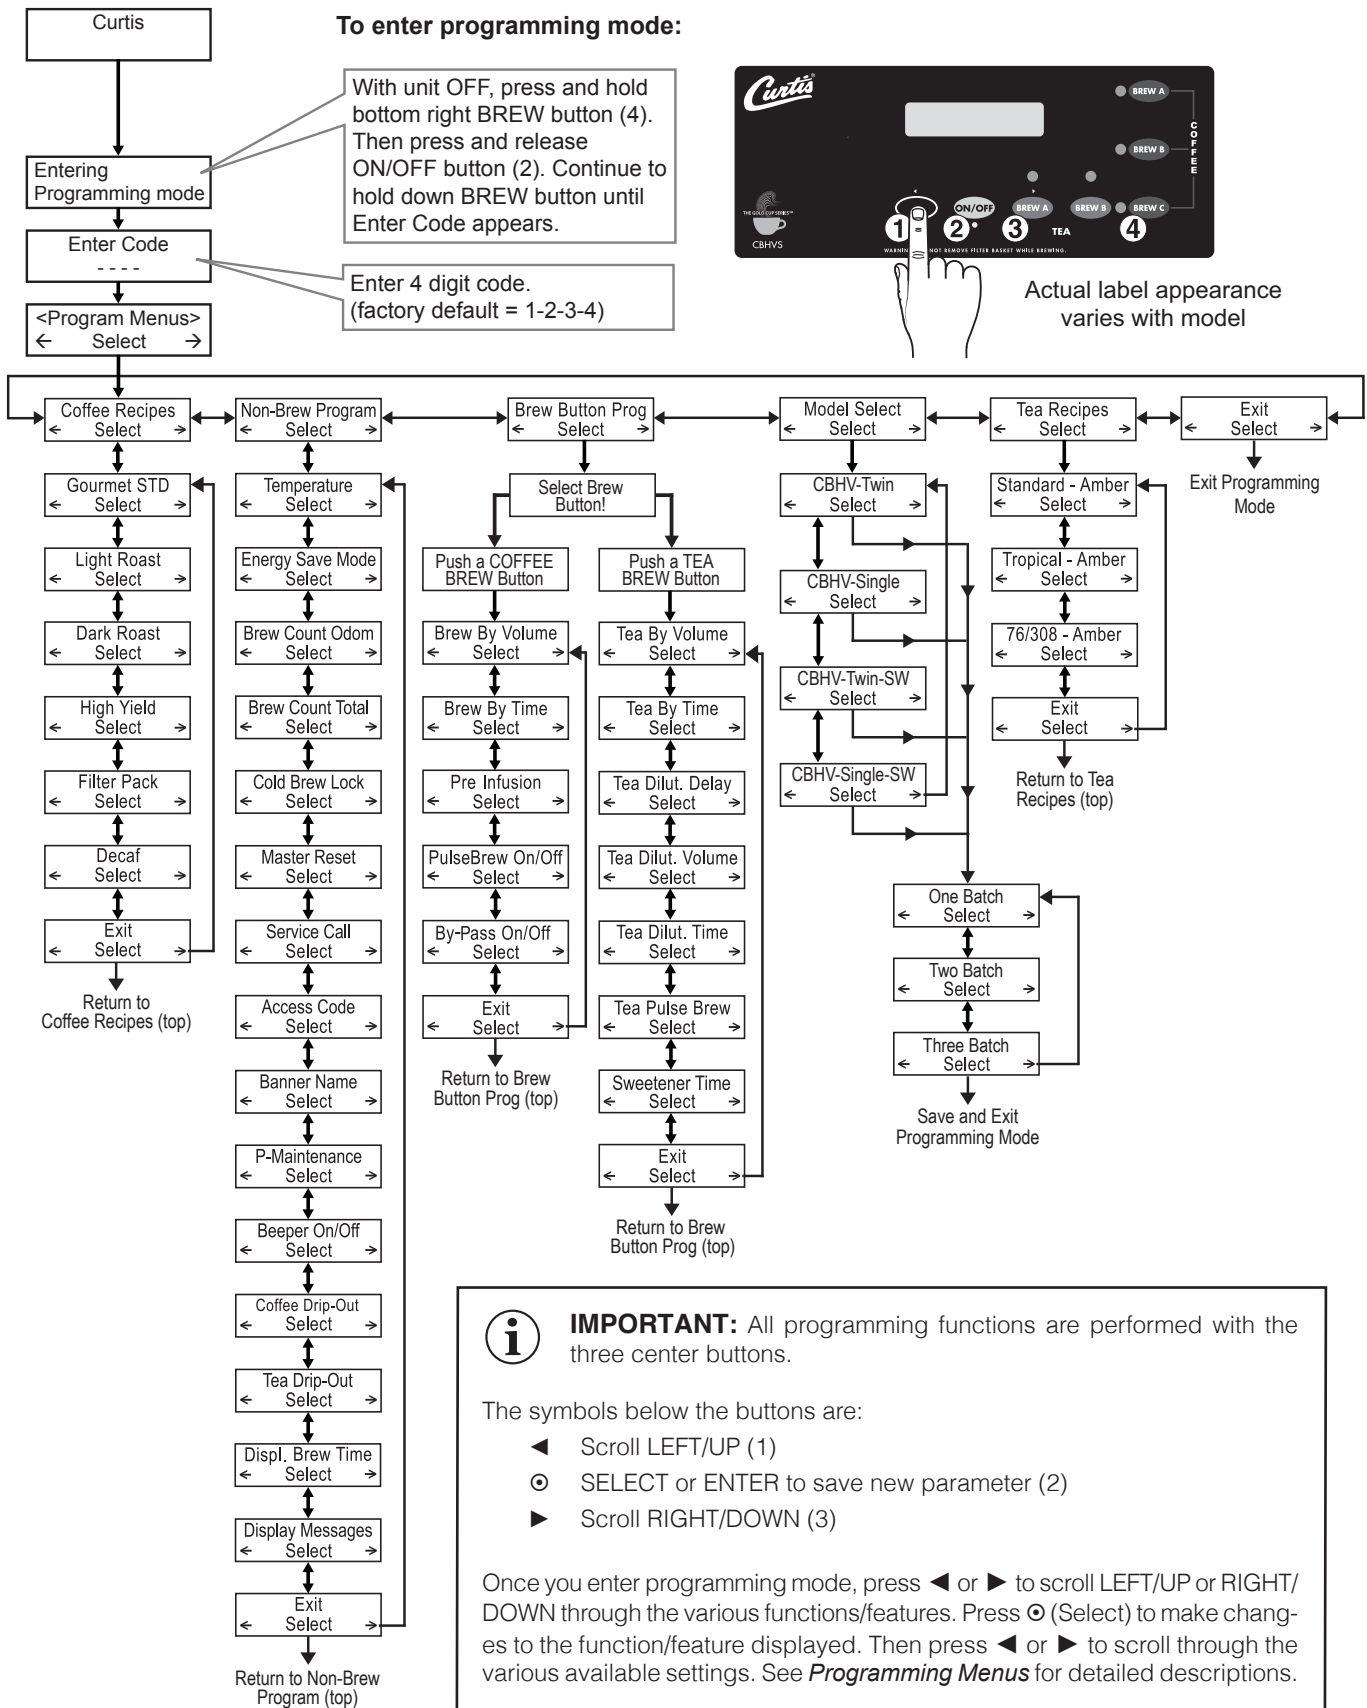 Curtis
To enter programming mode:
With unit OFF, press and hold
bottom right BREW button (4).
Then press and release
ON/OFF button (2). Continue to
hold down BREW button until
Enter Code appears.
Entering
Programming mode
Enter Code
- - - -
Enter 4 digit code.
(factory default = 1-2-3-4)
<Program Menus>
← Select →
Curtis
BREW A
BREW B
BREW C
COFFEE
ON/OFF
BREW A
BREW B
1
2
3
4
TEA
THE GOLD CUP SERIES™
CBHVS
WARNIN NOT REMOVE FILTER BASKET WHILE BREWING.
Actual label appearance
varies with model
Coffee Recipes
← Select →
Gourmet STD
← Select →
Light Roast
← Select →
Dark Roast
← Select →
High Yield
← Select →
Filter Pack
← Select →
Decaf
← Select →
Exit
← Select →
Return to
Coffee Recipes (top)
Non-Brew Program
← Select →
Temperature
← Select →
Energy Save Mode
← Select →
Brew Count Odom
← Select →
Brew Count Total
← Select →
Cold Brew Lock
← Select →
Master Reset
← Select →
Service Call
← Select →
Access Code
← Select →
Banner Name
← Select →
P-Maintenance
← Select →
Beeper On/Off
← Select →
Coffee Drip-Out
← Select →
Tea Drip-Out
← Select →
Displ. Brew Time
← Select →
Display Messages
← Select →
Exit
← Select →
Return to Non-Brew
Program (top)
Brew Button Prog
← Select →
Select Brew
Button!
Push a COFFEE
BREW Button
Brew By Volume
← Select →
Brew By Time
← Select →
Pre Infusion
← Select →
PulseBrew On/Off
← Select →
By-Pass On/Off
← Select →
Exit
← Select →
Return to Brew
Button Prog (top)
Push a TEA
BREW Button
Tea By Volume
← Select →
Tea By Time
← Select →
Tea Dilut. Delay
← Select →
Tea Dilut. Volume
← Select →
Tea Dilut. Time
← Select →
Tea Pulse Brew
← Select →
Sweetener Time
← Select →
Exit
← Select →
Return to Brew
Button Prog (top)
Model Select
← Select →
CBHV-Twin
← Select →
CBHV-Single
← Select →
CBHV-Twin-SW
← Select →
CBHV-Single-SW
← Select →
One Batch
← Select →
Two Batch
← Select →
Three Batch
← Select →
Save and Exit
Programming Mode
Tea Recipes
← Select →
Standard - Amber
← Select →
Tropical - Amber
← Select →
76/308 - Amber
← Select →
Exit
← Select →
Return to Tea
Recipes (top)
Exit
← Select →
Exit Programming
Mode
i
IMPORTANT: All programming functions are performed with the
three center buttons.
The symbols below the buttons are:
◄ Scroll LEFT/UP (1)
⊙ SELECT or ENTER to save new parameter (2)
► Scroll RIGHT/DOWN (3)
Once you enter programming mode, press ◄ or ► to scroll LEFT/UP or RIGHT/
DOWN through the various functions/features. Press ⊙ (Select) to make chang-
es to the function/feature displayed. Then press ◄ or ► to scroll through the
various available settings. See Programming Menus for detailed descriptions.